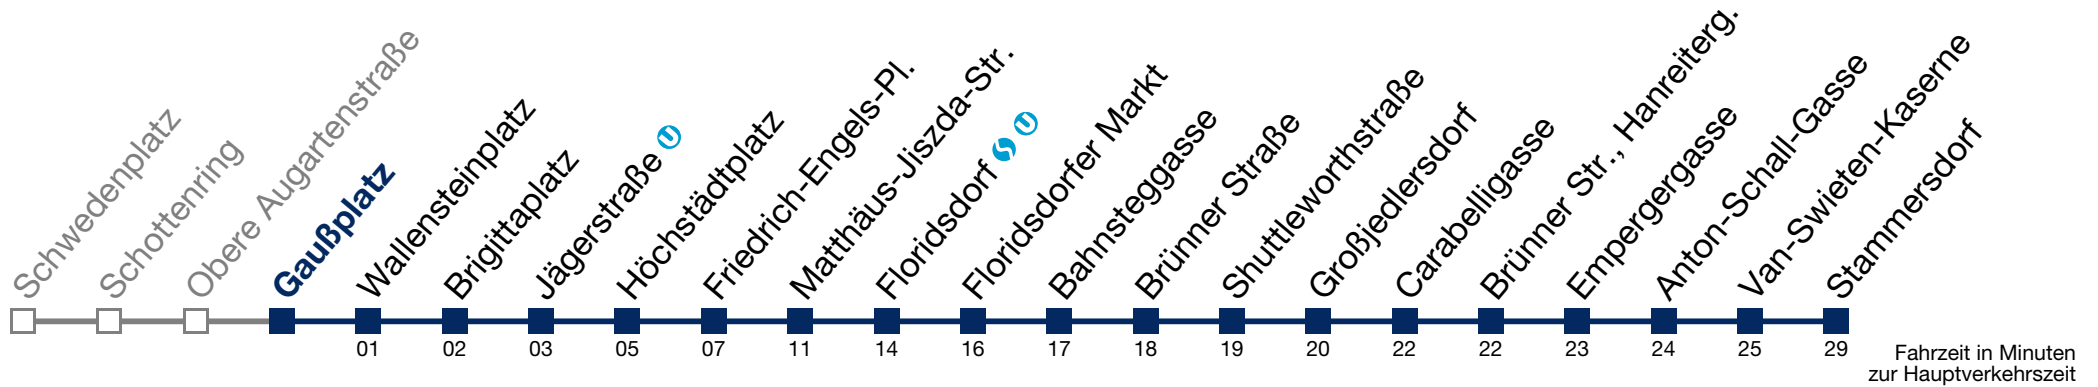 Schwedenplatz
Schottenring
Obere Augartenstraße
Gaußplatz
Wallensteinplatz
Brigittaplatz
Jägerstraße U
Höchstädtplatz
Friedrich-Engels-Pl.
Matthäus-Jiszda-Str.
Floridsdorf S U
Floridsdorfer Markt
Bahnsteggasse
Brünner Straße
Shuttleworthstraße
Großjedlersdorf
Carabelligasse
Brünner Str., Hanreiterg.
Empergergasse
Anton-Schall-Gasse
Van-Swieten-Kaserne
Stammersdorf
01 02 03 05 07 11 14 16 17 18 19 20 22 22 23 24 25 29
Fahrzeit in Minuten
zur Hauptverkehrszeit